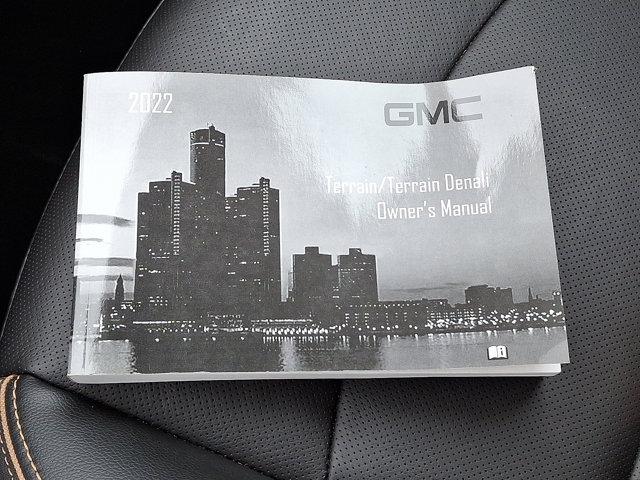 2022
GMC
Terrain/Terrain Denali
Owner's Manual